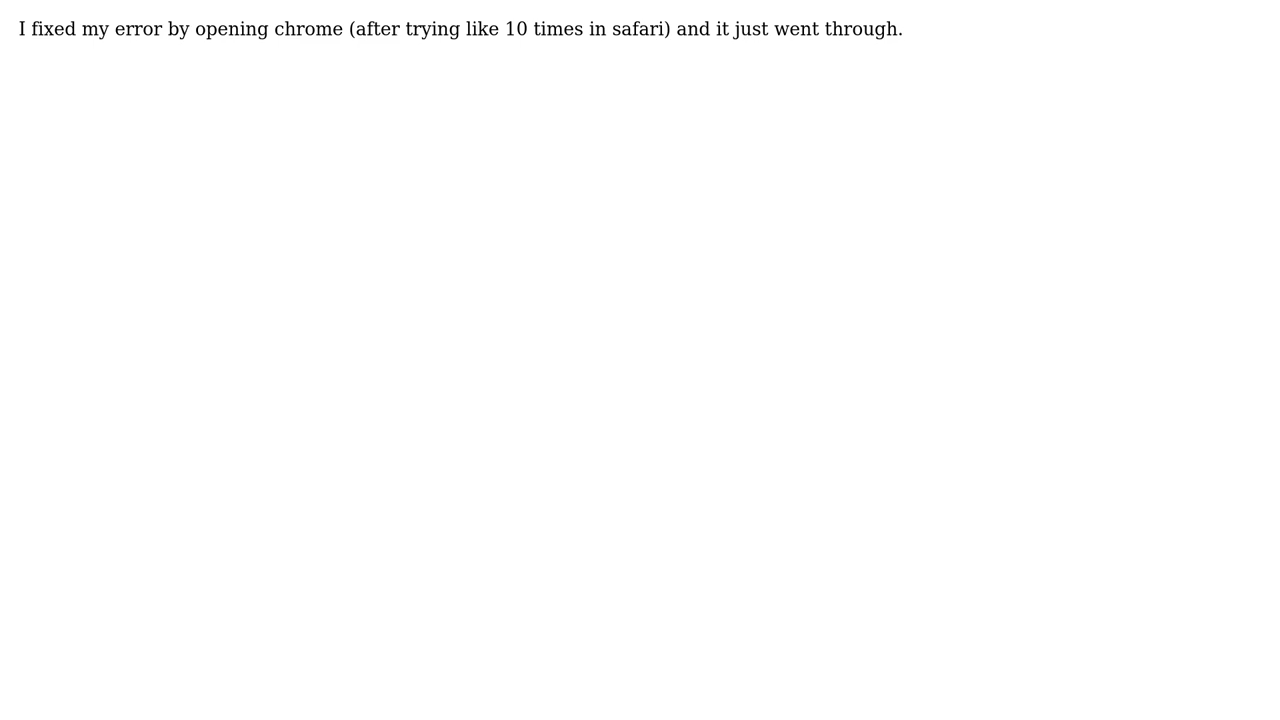 I fixed my error by opening chrome (after trying like 10 times in safari) and it just went through.